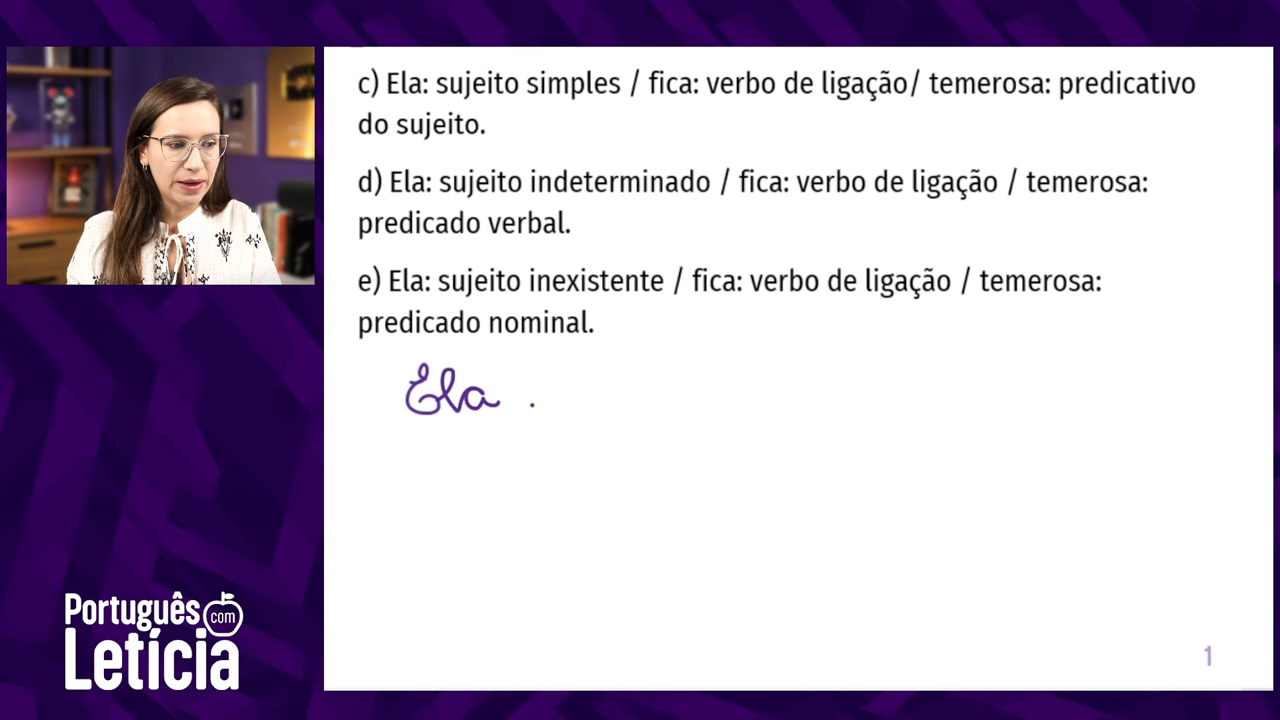 c) Ela: sujeito simples / fica: verbo de ligação/ temerosa: predicativo
do sujeito.
d) Ela: sujeito indeterminado / fica: verbo de ligação / temerosa:
predicado verbal.
e) Ela: sujeito inexistente / fica: verbo de ligação / temerosa:
predicado nominal.
Ela .
Português
com
Letícia
1